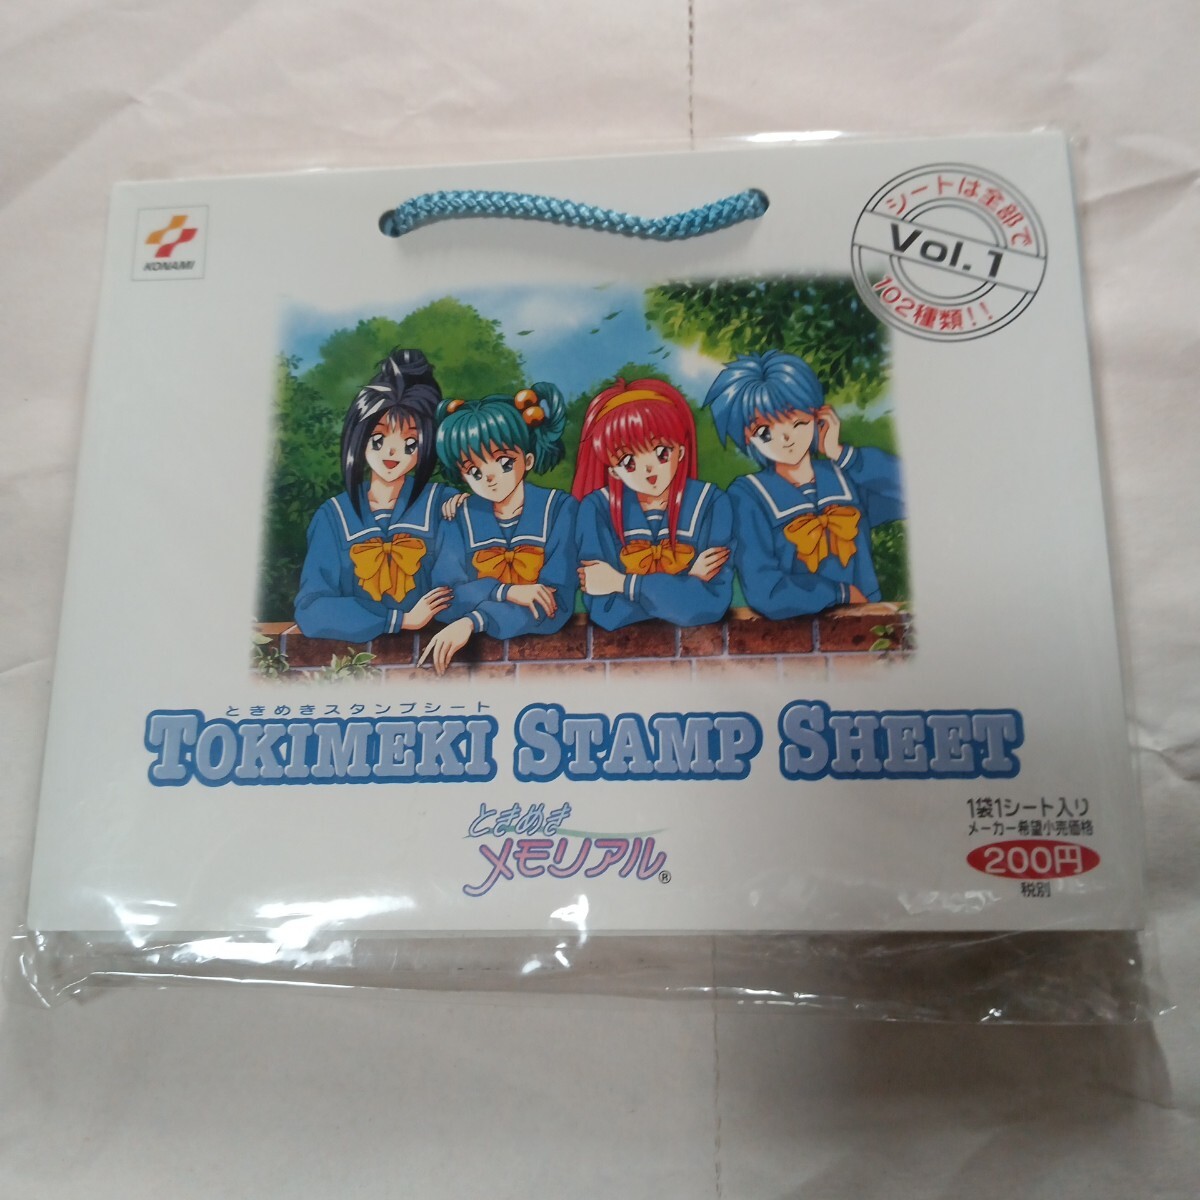 KONAMI
シートは全部で
Vol.1
102種類!!
ときめきスタンプシート
TOKIMEKI STAMP SHEET
ときめき
メモリアル®
1袋1シート入り
メーカー希望小売価格
200円
税別